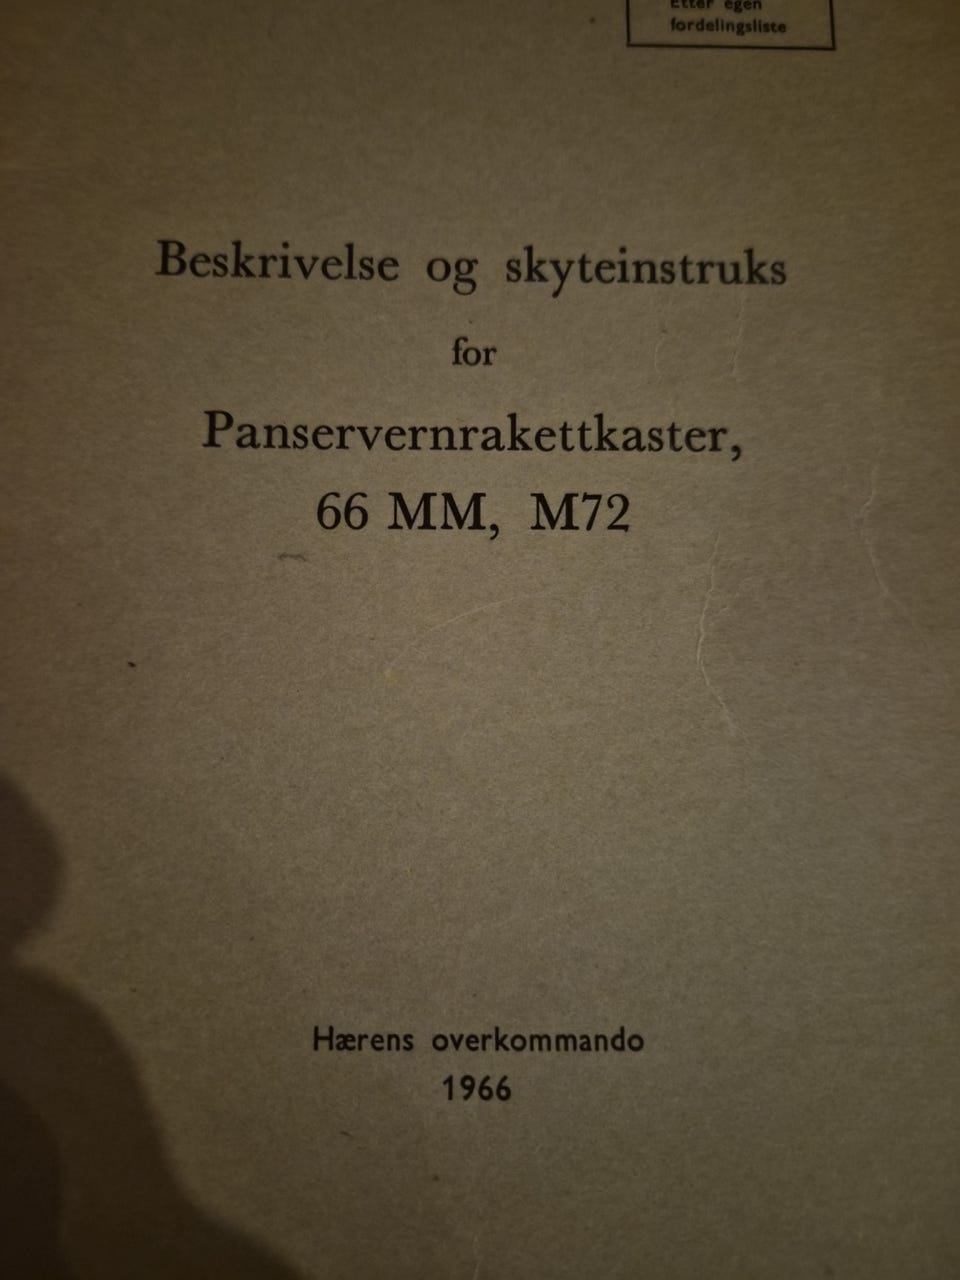 Etter egen
fordelingsliste
Beskrivelse og skyteinstruks
for
Panservernrakettkaster,
66 MM, M72
Hærens overkommando
1966